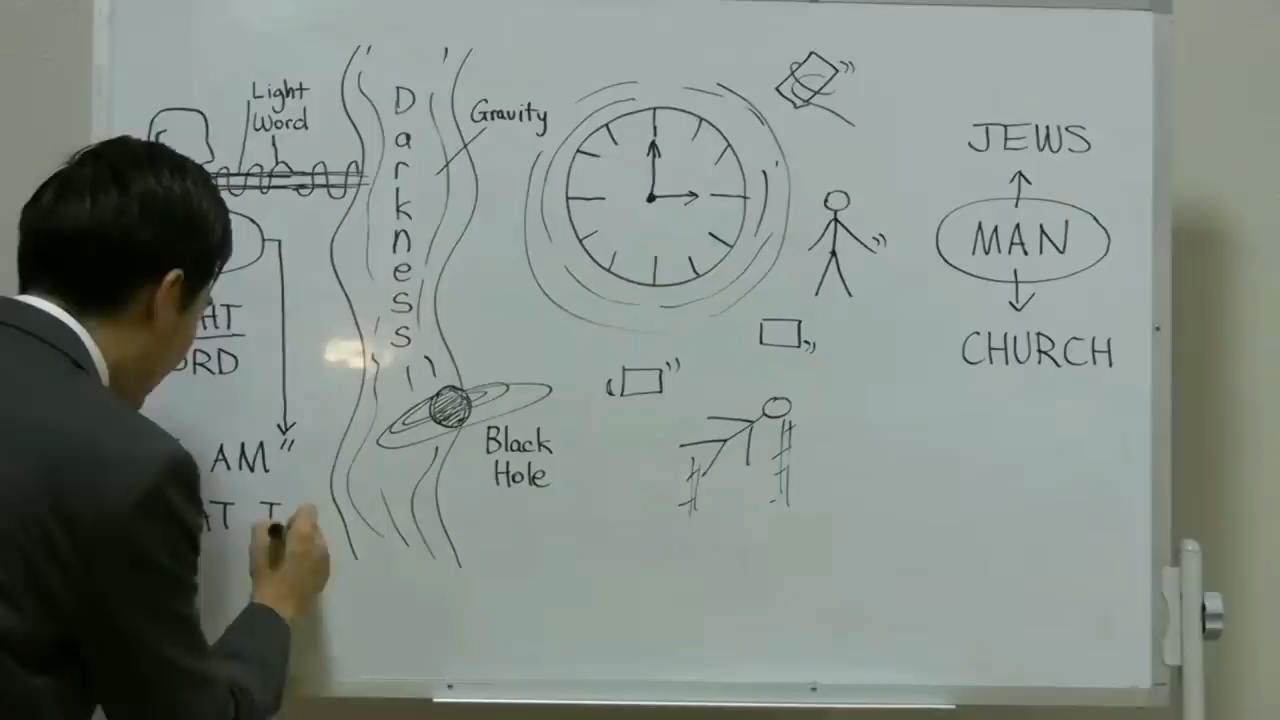 Light
Word
Darkness
Gravity
Black
Hole
AM"
JEWS
MAN
CHURCH